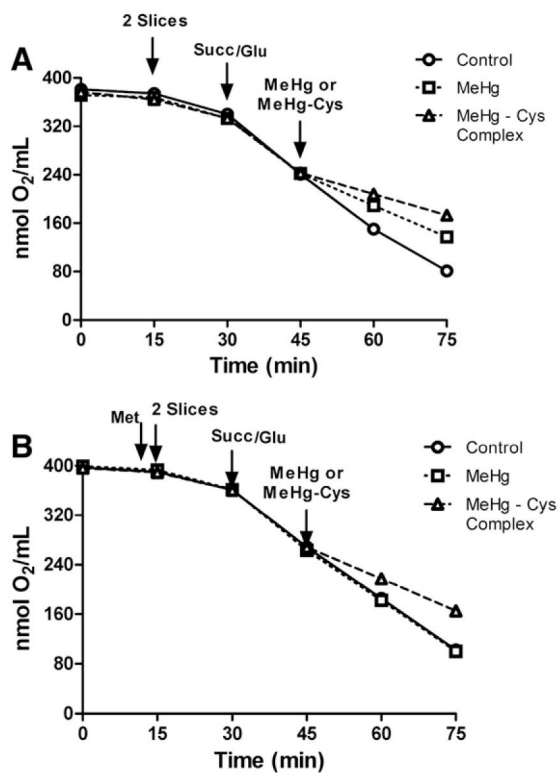 2 Slices
A
Succ/Glu
MeHg or
MeHg-Cys
Control
MeHg
MeHg - Cys
Complex
nmol O2/mL
400
320
240
160
80
0
0 15 30 45 60 75
Time (min)
B
Met
2 Slices
Succ/Glu
MeHg or
MeHg-Cys
Control
MeHg
MeHg - Cys
Complex
nmol O2/mL
400
320
240
160
80
0
0 15 30 45 60 75
Time (min)